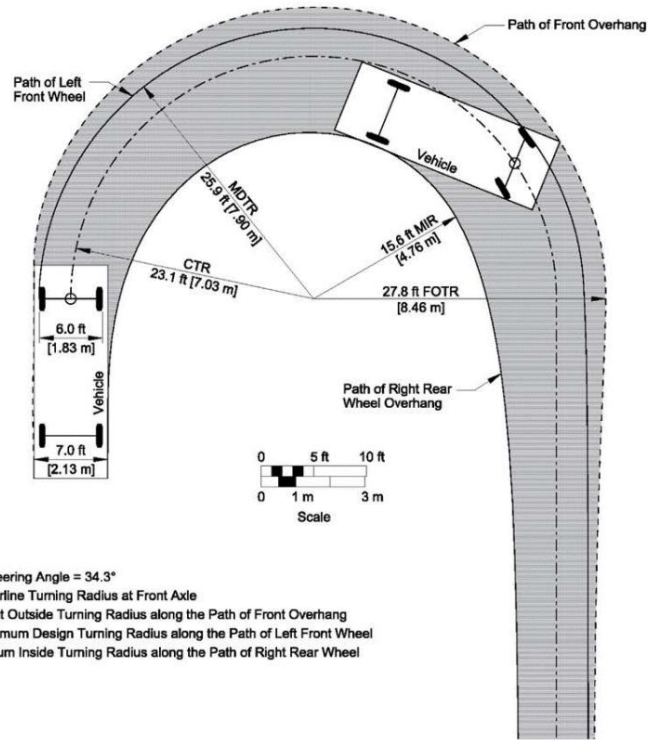 Path of Front Overhang
Path of Left
Front Wheel
Vehicle
MDTR
25.9 ft [7.90 m]
15.6 ft MIR
[4.76 m]
CTR
23.1 ft [7.03 m]
27.8 ft FOTR
[8.46 m]
6.0 ft
[1.83 m]
Vehicle
Path of Right Rear
Wheel Overhang
7.0 ft
[2.13 m]
0 5 ft 10 ft
0 1 m 3 m
Scale
eering Angle = 34.3°
rline Turning Radius at Front Axle
t Outside Turning Radius along the Path of Front Overhang
mum Design Turning Radius along the Path of Left Front Wheel
um Inside Turning Radius along the Path of Right Rear Wheel